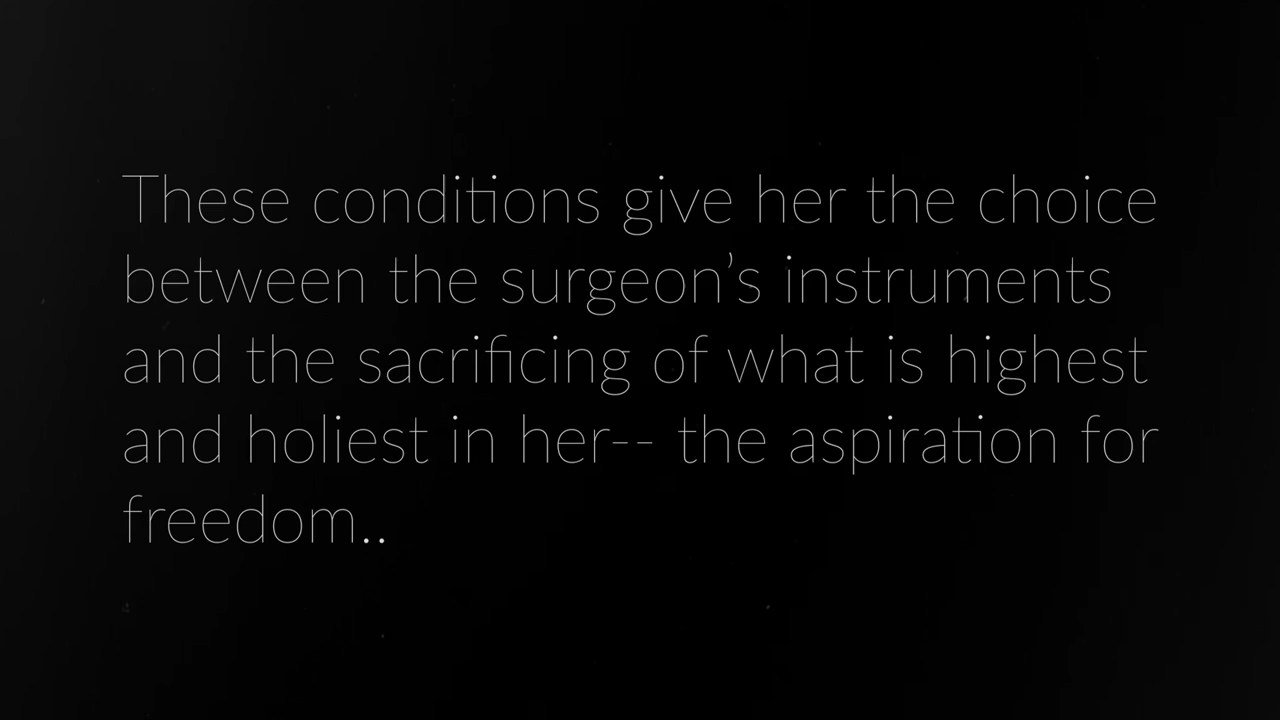 These conditions give her the choice
between the surgeon’s instruments
and the sacrificing of what is highest
and holiest in her-- the aspiration for
freedom..